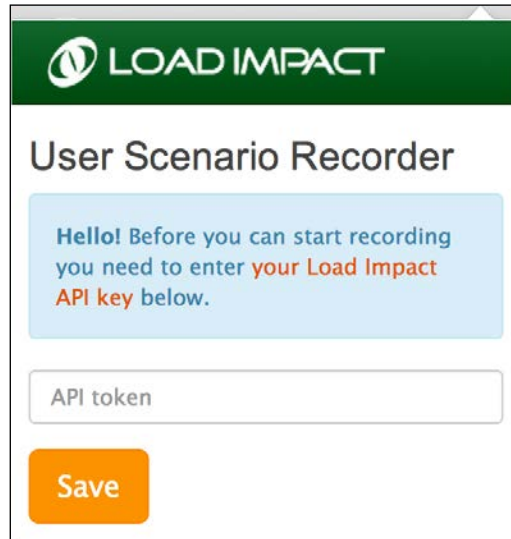 LOAD IMPACT
User Scenario Recorder
Hello! Before you can start recording
you need to enter your Load Impact
API key below.
API token
Save